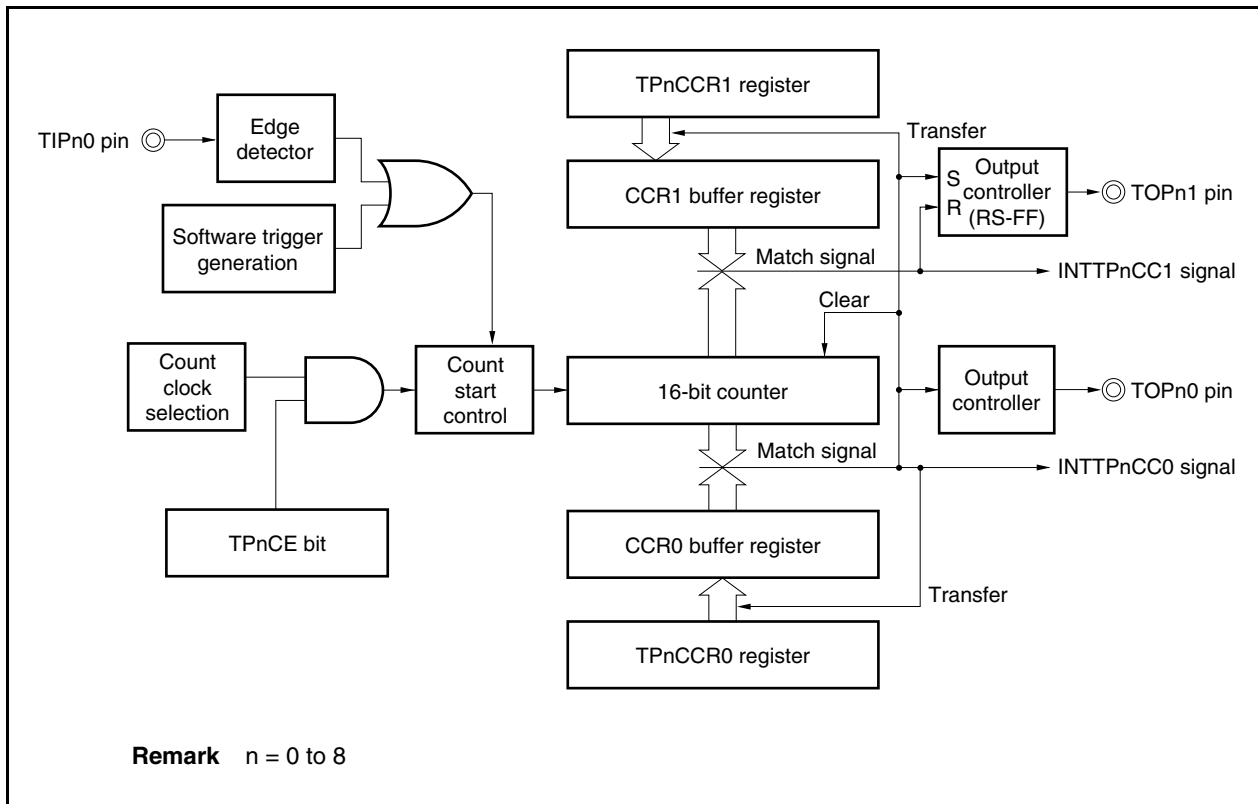 TPnCCR1 register
TIPn0 pin
Edge
detector
Transfer
Software trigger
generation
CCR1 buffer register
S
R
Output
controller
(RS-FF)
TOPn1 pin
Match signal
INTTPnCC1 signal
Clear
Count
clock
selection
Count
start
control
16-bit counter
Output
controller
TOPn0 pin
Match signal
INTTPnCC0 signal
TPnCE bit
CCR0 buffer register
Transfer
TPnCCR0 register
Remark n = 0 to 8